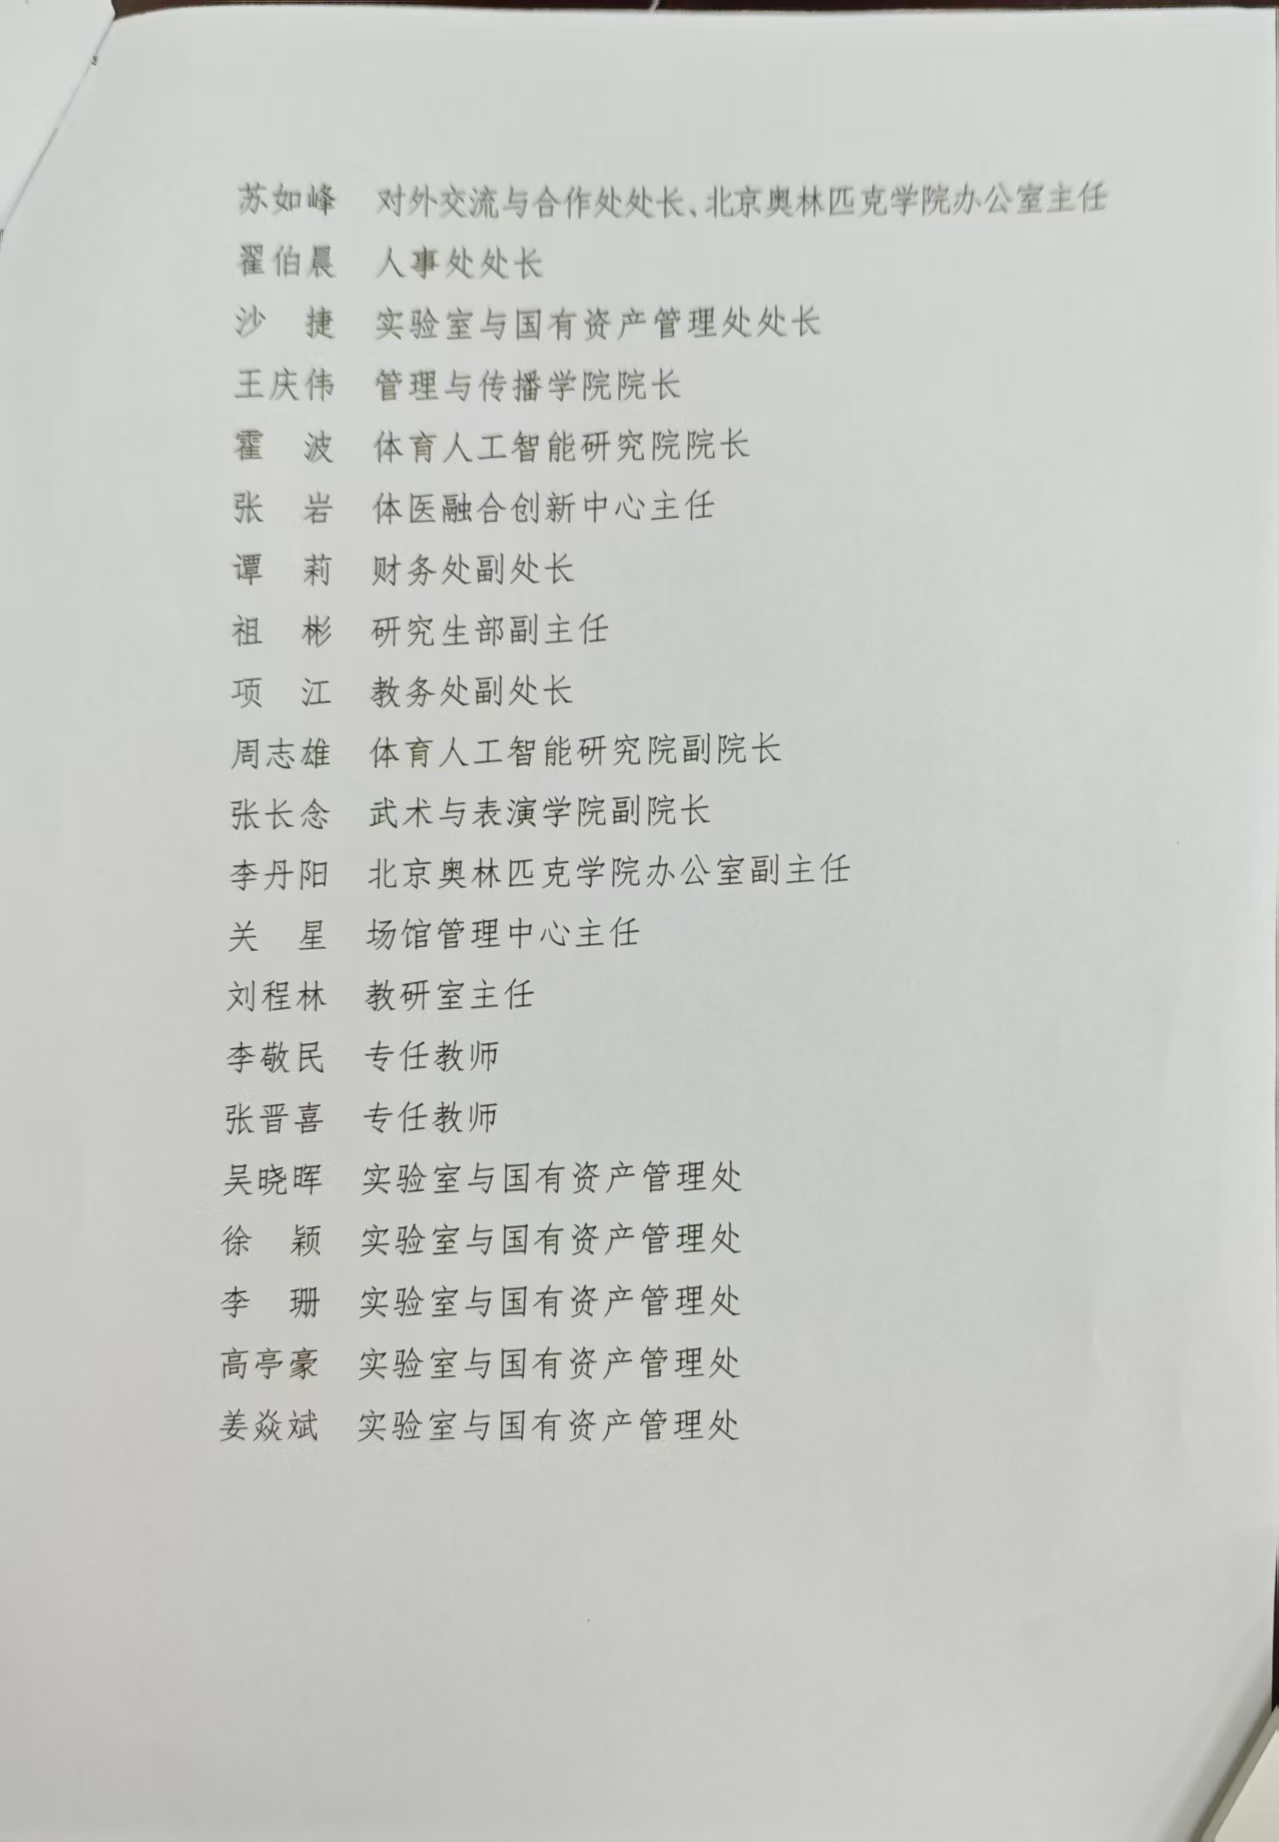 苏如峰 对外交流与合作处处长、北京奥林匹克学院办公室主任
翟伯晨 人事处处长
沙 捷 实验室与国有资产管理处处长
王庆伟 管理与传播学院院长
霍 波 体育人工智能研究院院长
张 岩 体医融合创新中心主任
谭 莉 财务处副处长
祖 彬 研究生部副主任
项 江 教务处副处长
周志雄 体育人工智能研究院副院长
张长念 武术与表演学院副院长
李丹阳 北京奥林匹克学院办公室副主任
关 星 场馆管理中心主任
刘程林 教研室主任
李敬民 专任教师
张晋喜 专任教师
吴晓晖 实验室与国有资产管理处
徐 颖 实验室与国有资产管理处
李 珊 实验室与国有资产管理处
高亭豪 实验室与国有资产管理处
姜焱斌 实验室与国有资产管理处